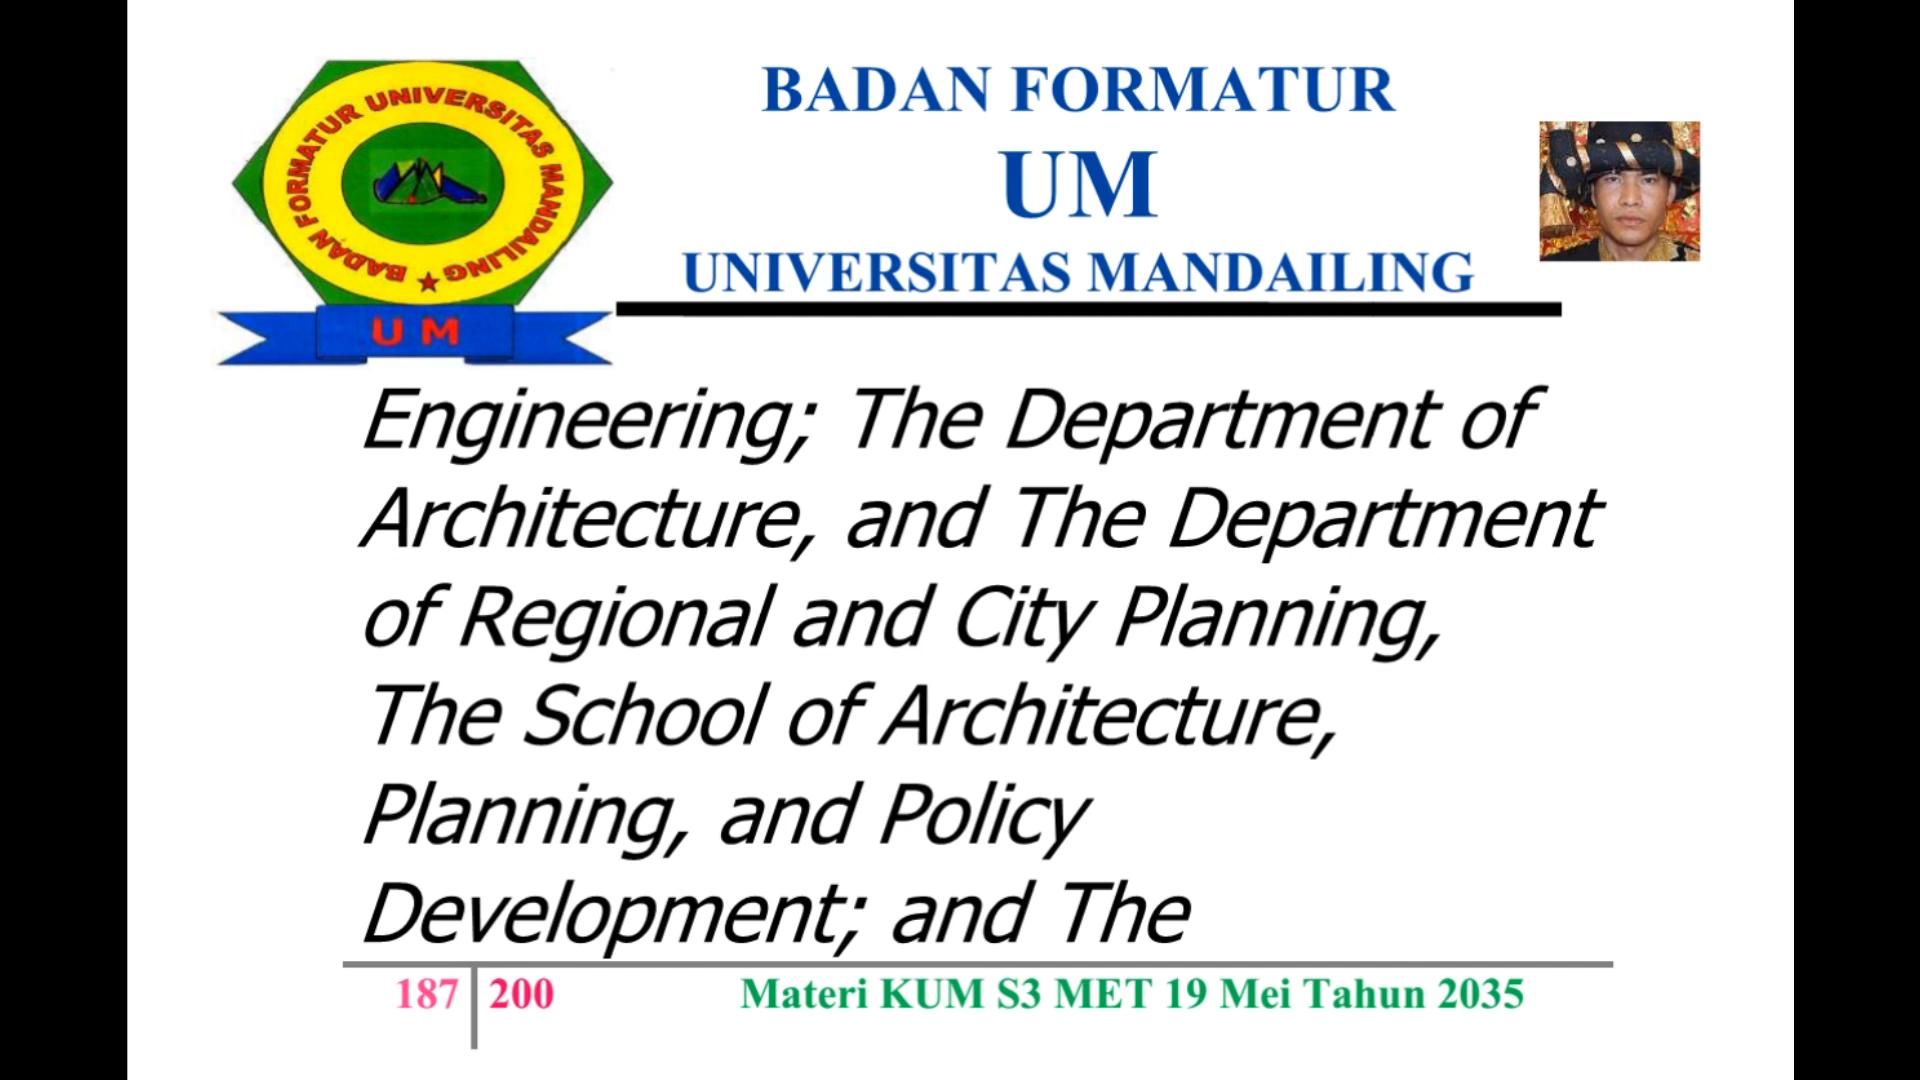 BADAN FORMATUR UNIVERSITAS MANDAILING
U M
BADAN FORMATUR
UM
UNIVERSITAS MANDAILING
Engineering; The Department of
Architecture, and The Department
of Regional and City Planning,
The School of Architecture,
Planning, and Policy
Development; and The
187 200 Materi KUM S3 MET 19 Mei Tahun 2035